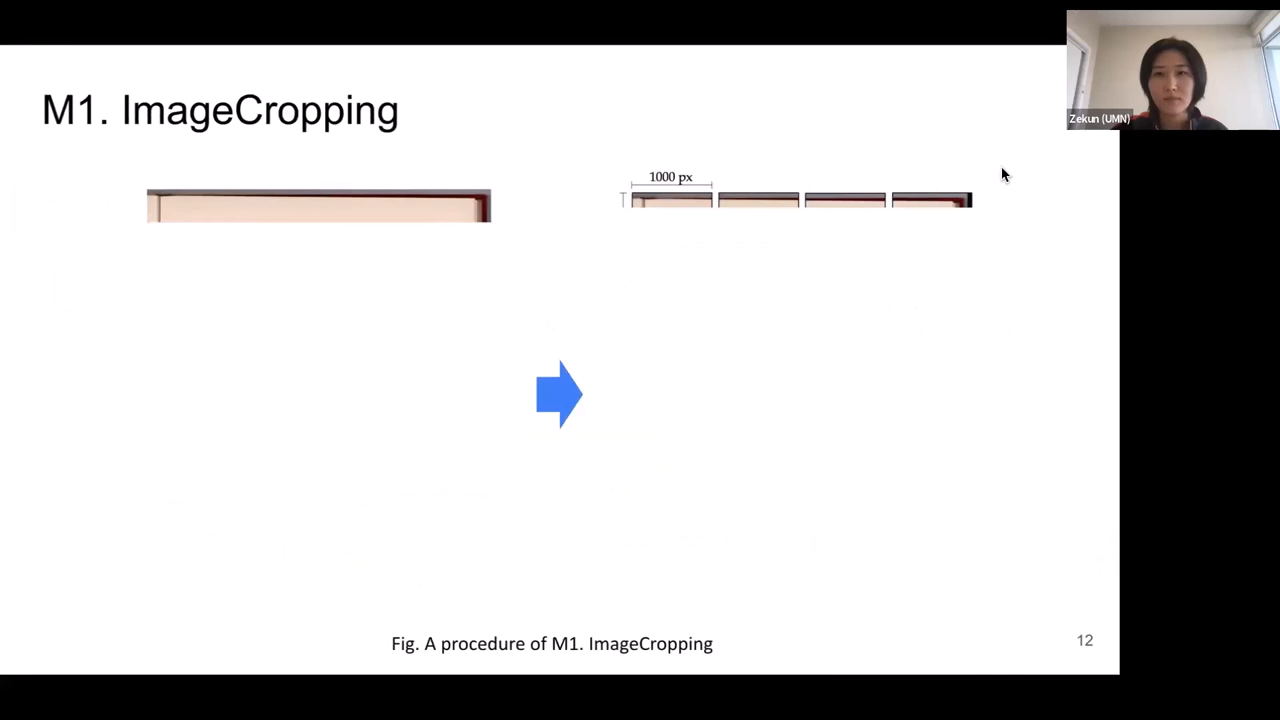 M1. ImageCropping
Zekun (UMN)
1000 px
Fig. A procedure of M1. ImageCropping
12